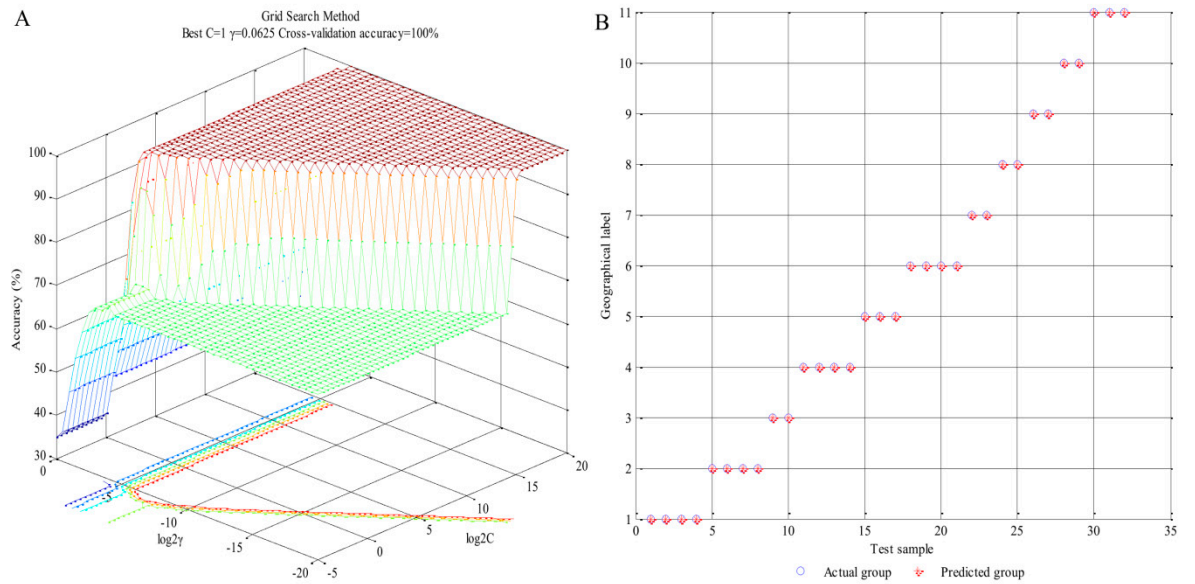 A
Grid Search Method
Best C=1 γ=0.0625 Cross-validation accuracy=100%
100
90
80
70
60
50
40
30
Accuracy (%)
0
-5
-10
-15
-20
log2γ
-5
0
5
10
15
20
log2C
B
11
10
9
8
7
6
5
4
3
2
1
Geographical label
0 5 10 15 20 25 30 35
Test sample
Actual group Predicted group